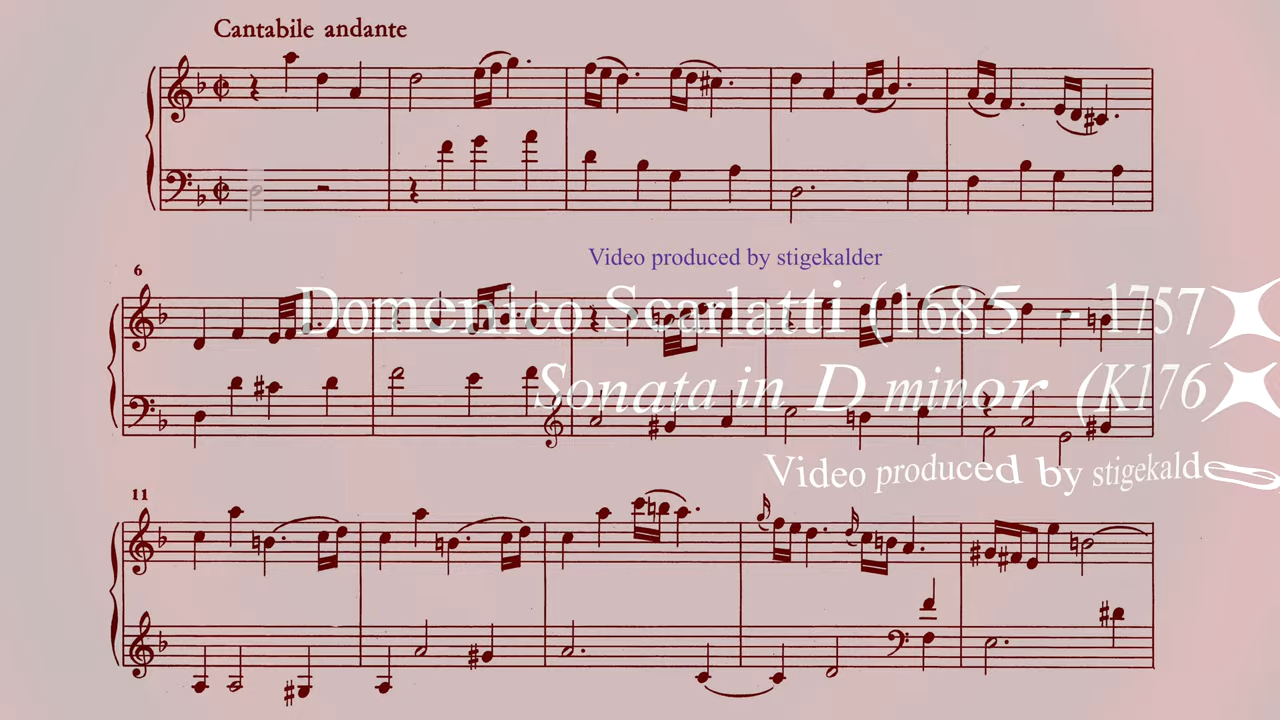 Cantabile andante
6
Video produced by stigekalder
Domenico Scarlatti (1685 - 1757
Sonata in D minor (K176
Video produced by stigekald
11